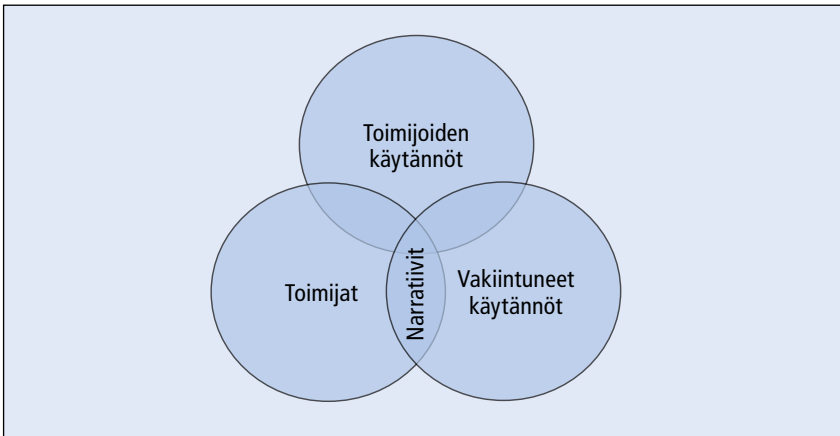 Toimijoiden
käytännöt
Toimijat
Narratiivit
Vakiintuneet
käytännöt